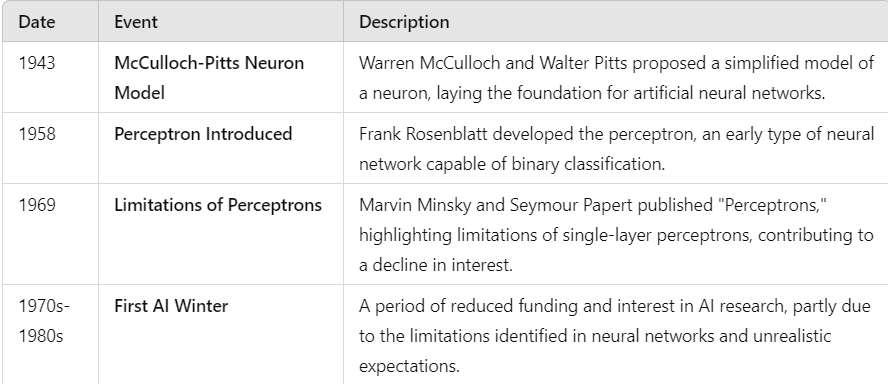 Date Event Description
1943 McCulloch-Pitts Neuron Model Warren McCulloch and Walter Pitts proposed a simplified model of
a neuron, laying the foundation for artificial neural networks.
1958 Perceptron Introduced Frank Rosenblatt developed the perceptron, an early type of neural
network capable of binary classification.
1969 Limitations of Perceptrons Marvin Minsky and Seymour Papert published "Perceptrons,"
highlighting limitations of single-layer perceptrons, contributing to
a decline in interest.
1970s-
1980s First AI Winter A period of reduced funding and interest in AI research, partly due
to the limitations identified in neural networks and unrealistic
expectations.